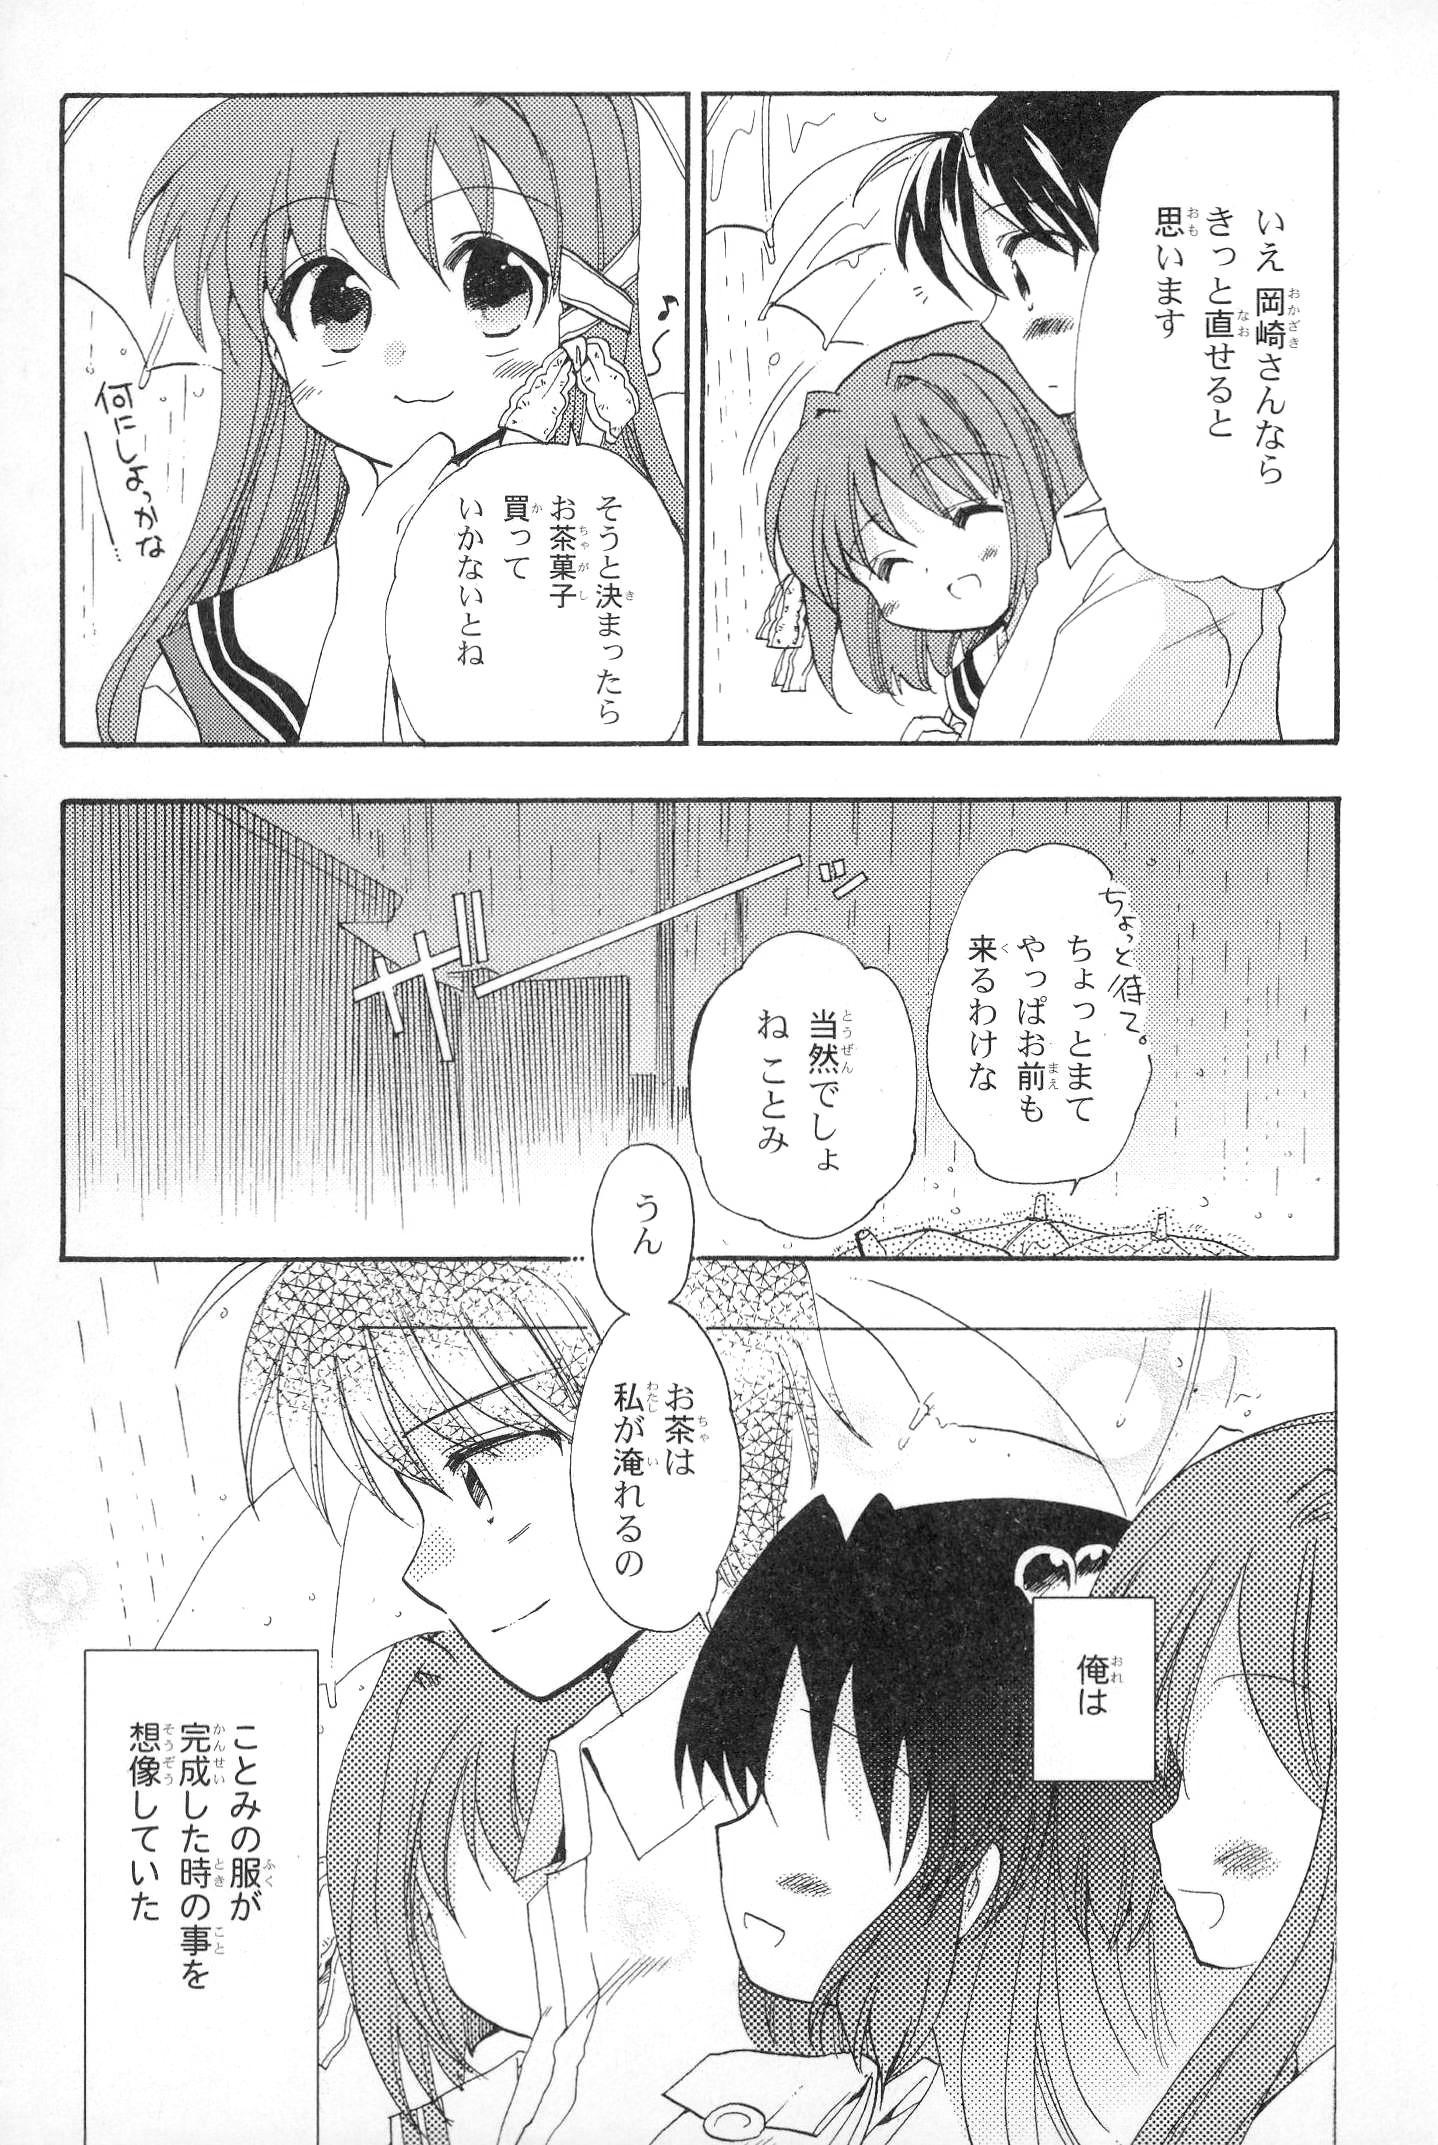 いえ 岡崎さんなら
きっと直せると
思います
そうと決まったら
お茶菓子
買って
いかないとね
♪
何にしよっかな
ー…
ちょっと待て。
ちょっとまて
やっぱお前も
来るわけな
当然でしょ
ね ことみ
ザーッ
うん
お茶は
私が淹れるの
俺は
ことみの服が
完成した時の事を
想像していた